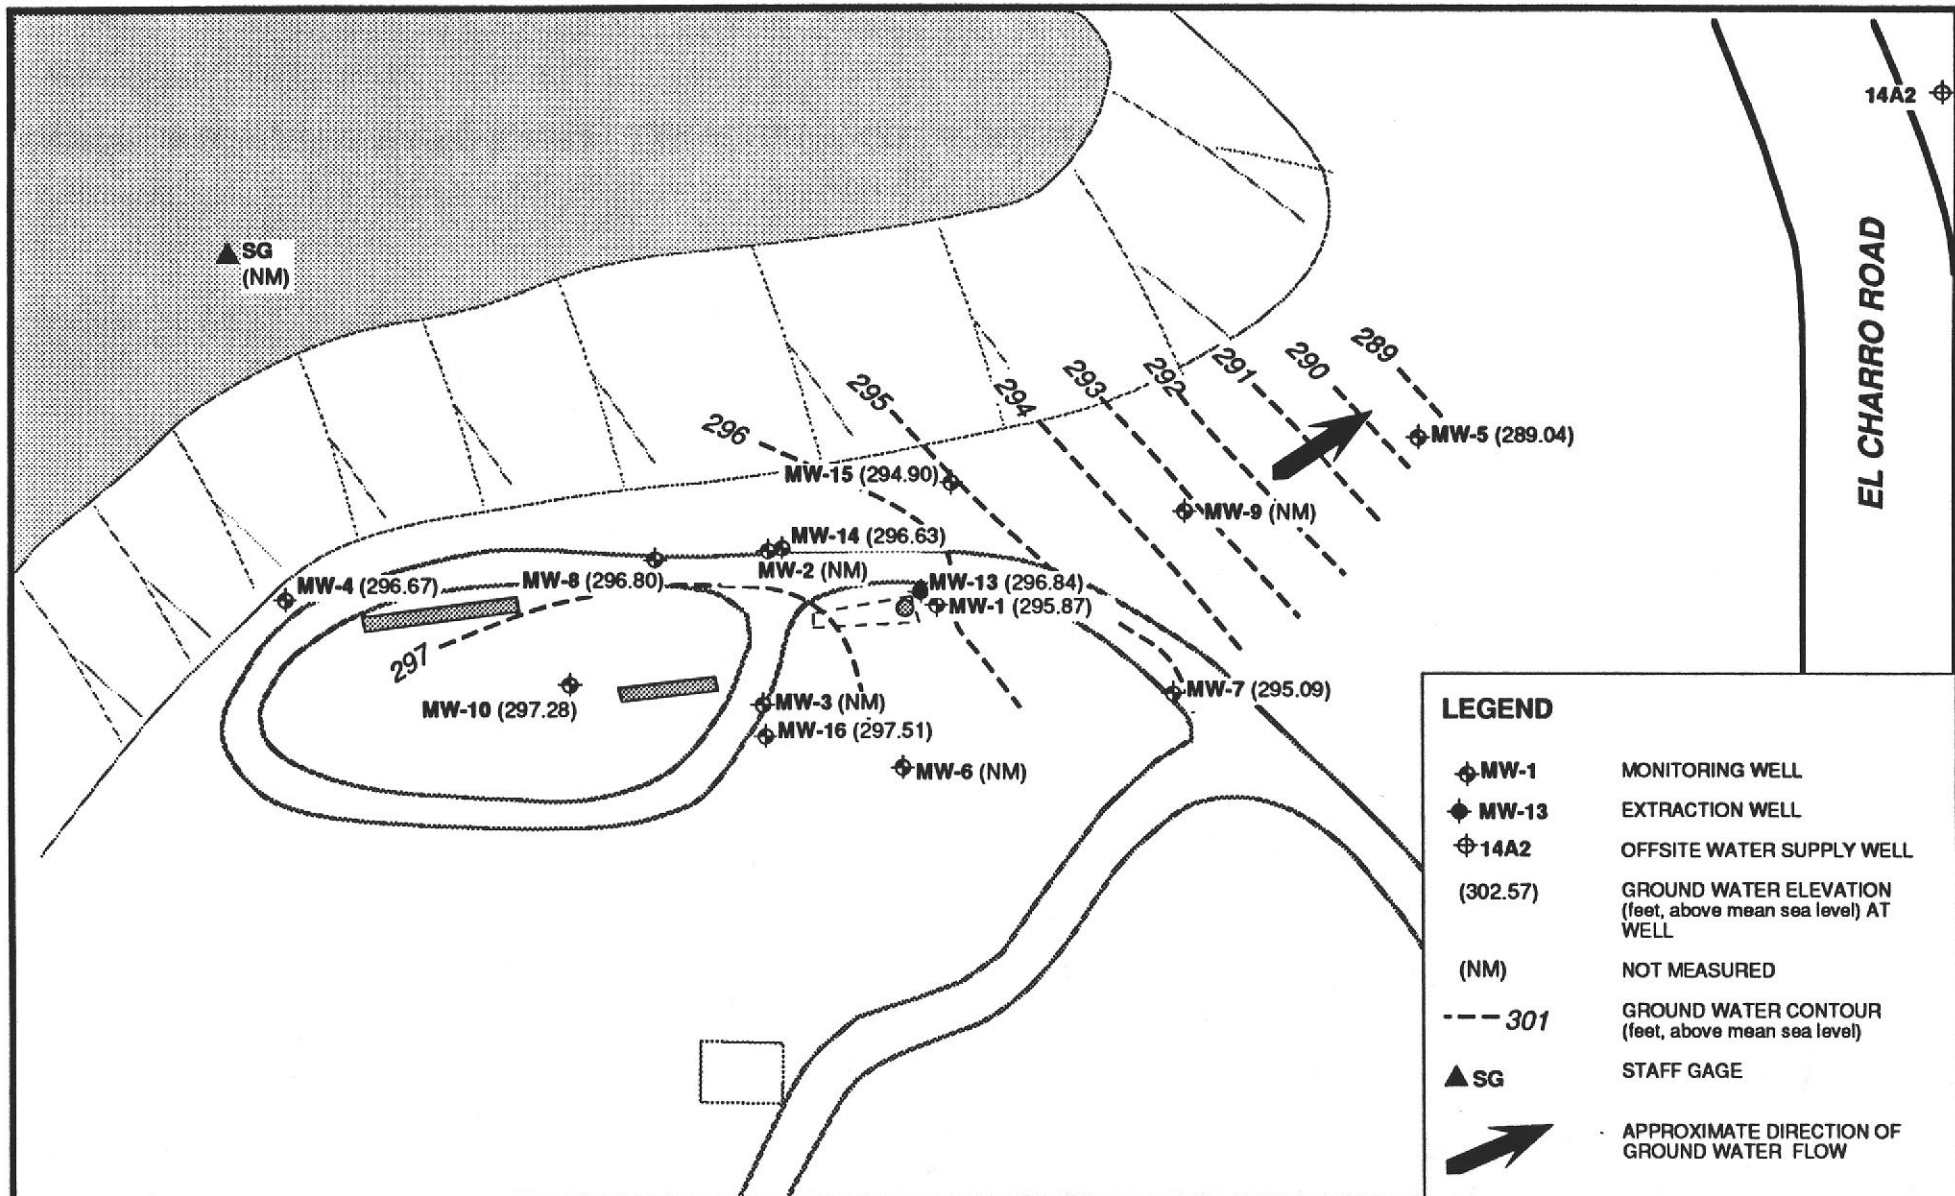 14A2
SG
(NM)
EL CHARRO ROAD
289
290
291
292
293
294
295
296
MW-5 (289.04)
MW-15 (294.90)
MW-9 (NM)
MW-14 (296.63)
MW-2 (NM)
MW-4 (296.67)
MW-8 (296.80)
MW-13 (296.84)
MW-1 (295.87)
297
MW-10 (297.28)
MW-3 (NM)
MW-16 (297.51)
MW-7 (295.09)
MW-6 (NM)
LEGEND
MW-1 MONITORING WELL
MW-13 EXTRACTION WELL
14A2 OFFSITE WATER SUPPLY WELL
(302.57) GROUND WATER ELEVATION
(feet, above mean sea level) AT
WELL
(NM) NOT MEASURED
301 GROUND WATER CONTOUR
(feet, above mean sea level)
SG STAFF GAGE
APPROXIMATE DIRECTION OF
GROUND WATER FLOW